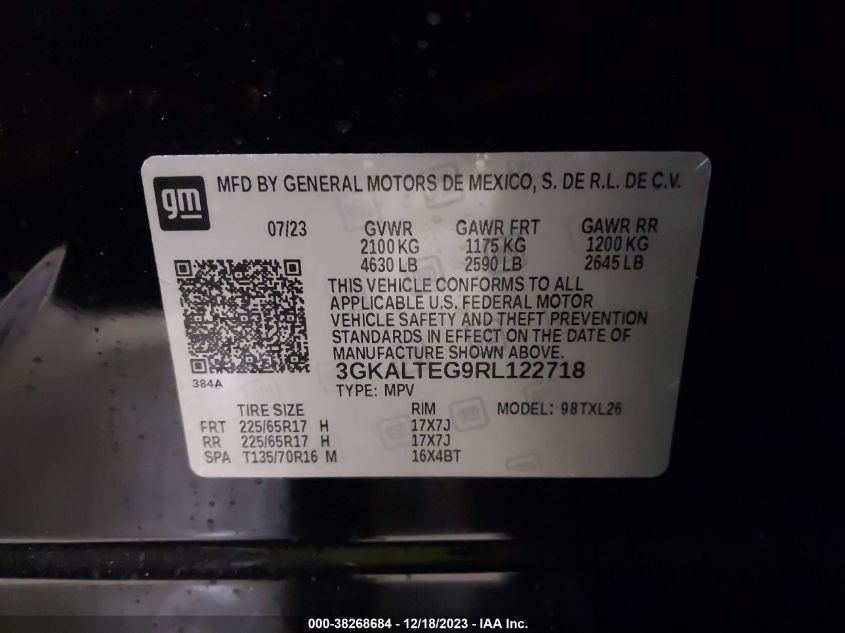 gm
MFD BY GENERAL MOTORS DE MEXICO, S. DE R.L. DE C.V.
07/23 GVWR GAWR FRT GAWR RR
2100 KG 1175 KG 1200 KG
4630 LB 2590 LB 2645 LB
THIS VEHICLE CONFORMS TO ALL
APPLICABLE U.S. FEDERAL MOTOR
VEHICLE SAFETY AND THEFT PREVENTION
STANDARDS IN EFFECT ON THE DATE OF
MANUFACTURE SHOWN ABOVE.
384A
3GKALTEG9RL122718
TYPE: MPV
TIRE SIZE RIM MODEL: 98TXL26
FRT 225/65R17 H 17X7J
RR 225/65R17 H 17X7J
SPA T135/70R16 M 16X4BT
000-38268684 - 12/18/2023 - IAA Inc.